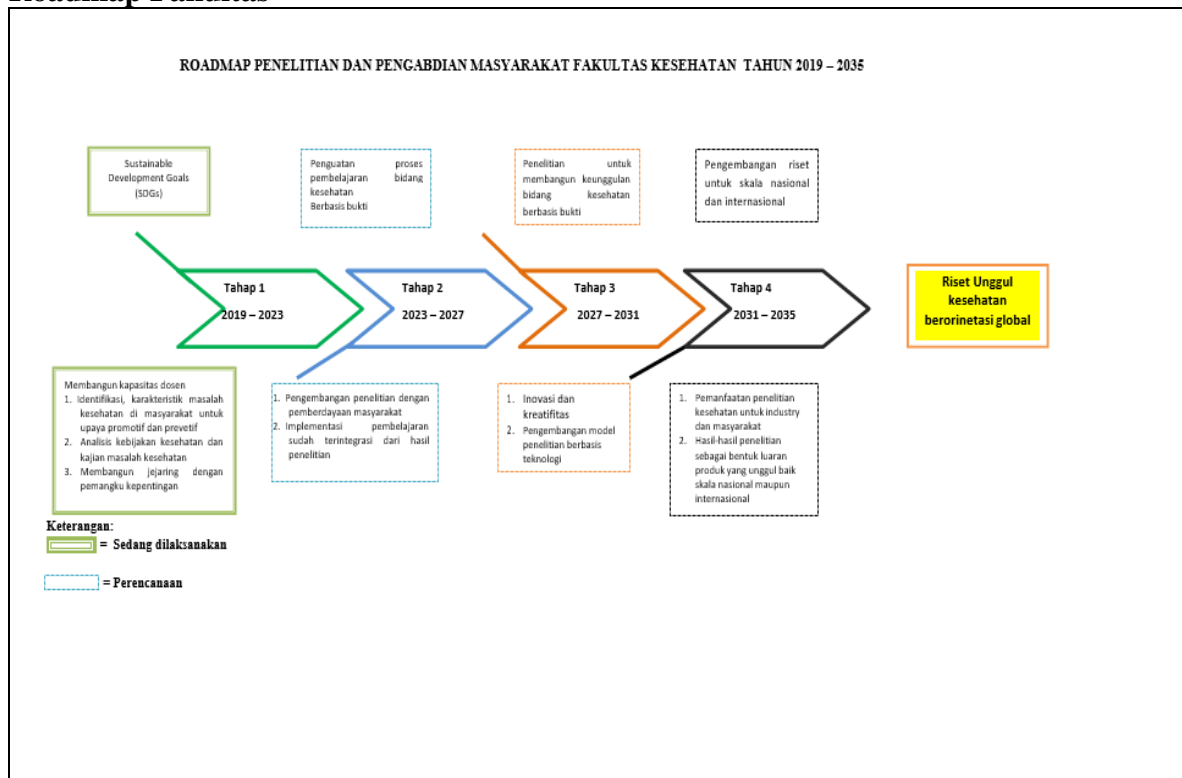 Roadmap Fakultas
ROADMAP PENELITIAN DAN PENGABDIAN MASYARAKAT FAKULTAS KESEHATAN TAHUN 2019 – 2035
Sustainable
Development Goals
(SDGs)
Penguatan proses
pembelajaran bidang
kesehatan
Berbasis bukti
Penelitian untuk
membangun keunggulan
bidang kesehatan
berbasis bukti
Pengembangan riset
untuk skala nasional
dan internasional
Tahap 1
2019 – 2023
Tahap 2
2023 – 2027
Tahap 3
2027 – 2031
Tahap 4
2031 – 2035
Riset Unggul
kesehatan
berorinetasi global
Membangun kapasitas dosen
1. Identifikasi, karakteristik masalah
kesehatan di masyarakat untuk
upaya promotif dan prevetif
2. Analisis kebijakan kesehatan dan
kajian masalah kesehatan
3. Membangun jejaring dengan
pemangku kepentingan
1. Pengembangan penelitian dengan
pemberdayaan masyarakat
2. Implementasi pembelajaran
sudah terintegrasi dari hasil
penelitian
1. Inovasi dan
kreatifitas
2. Pengembangan model
penelitian berbasis
teknologi
1. Pemanfaatan penelitian
kesehatan untuk industry
dan masyarakat
2. Hasil-hasil penelitian
sebagai bentuk luaran
produk yang unggul baik
skala nasional maupun
internasional
Keterangan:
= Sedang dilaksanakan
= Perencanaan